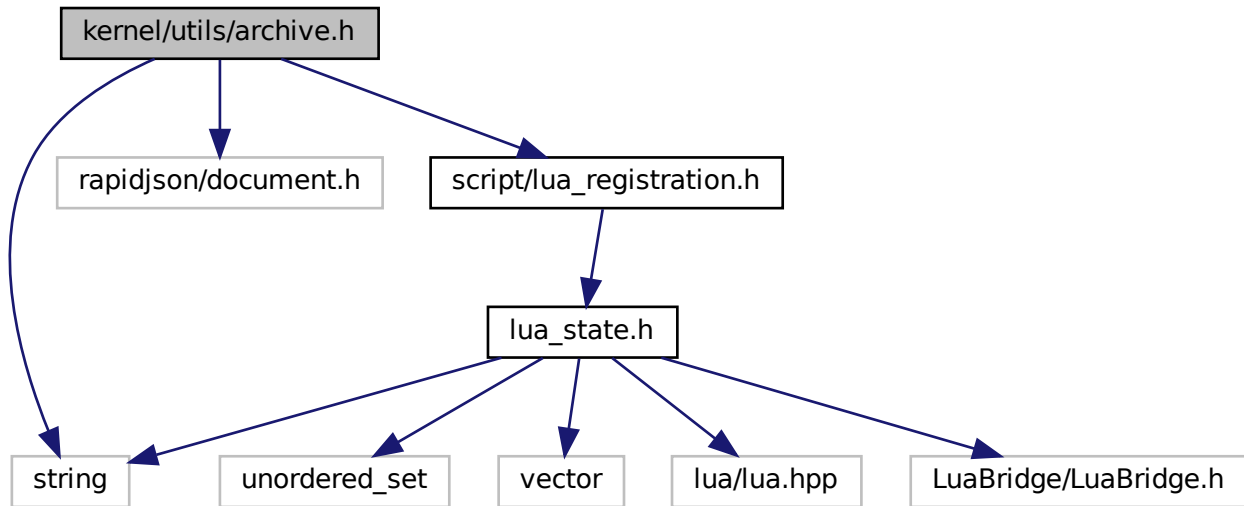 kernel/utils/archive.h
rapidjson/document.h
script/lua_registration.h
lua_state.h
string
unordered_set
vector
lua/lua.hpp
LuaBridge/LuaBridge.h